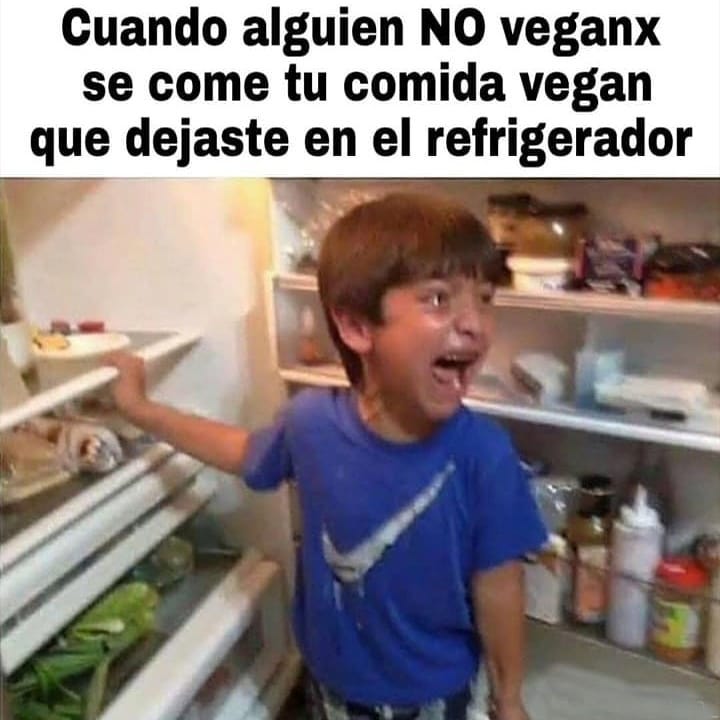 Cuando alguien NO veganx
se come tu comida vegan
que dejaste en el refrigerador